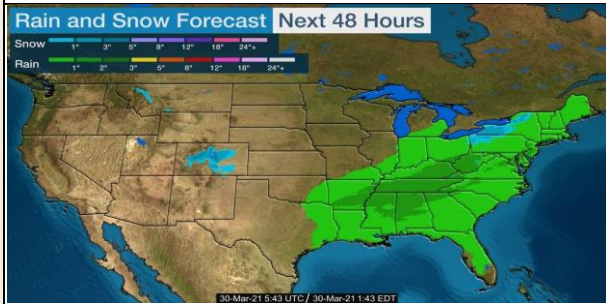 Rain and Snow Forecast Next 48 Hours
Snow
1" 3" 5" 8" 12" 18" 24"+
Rain
1" 2" 3" 5" 8" 12" 18" 24"+
30-Mar-21 5:43 UTC / 30-Mar-21 1:43 EDT